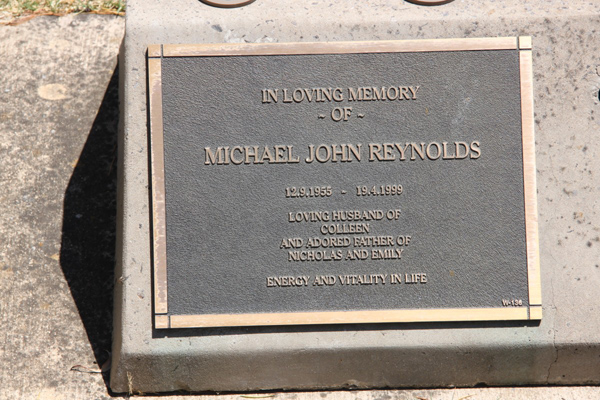 IN LOVING MEMORY
~ OF ~
MICHAEL JOHN REYNOLDS
12.9.1955 - 19.4.1999
LOVING HUSBAND OF
COLLEEN
AND ADORED FATHER OF
NICHOLAS AND EMILY
ENERGY AND VITALITY IN LIFE
W-136